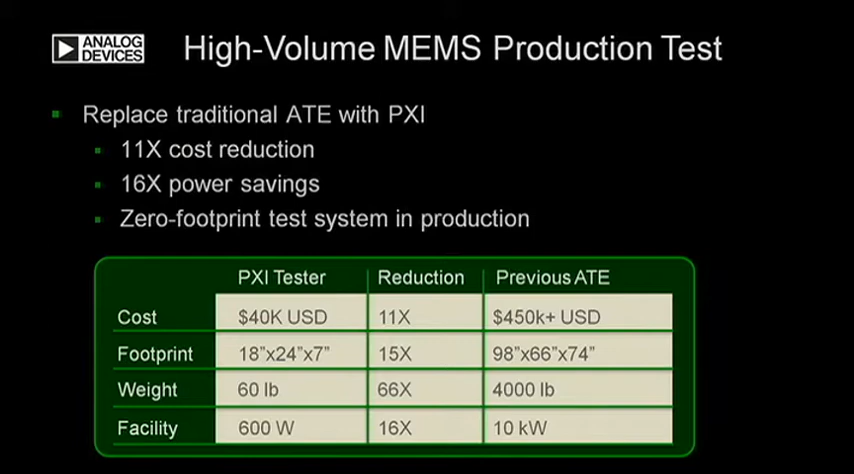 ANALOG
DEVICES
High-Volume MEMS Production Test
Replace traditional ATE with PXI
11X cost reduction
16X power savings
Zero-footprint test system in production
PXI Tester Reduction Previous ATE
Cost $40K USD 11X $450k+ USD
Footprint 18”x24”x7” 15X 98”x66”x74”
Weight 60 lb 66X 4000 lb
Facility 600 W 16X 10 kW